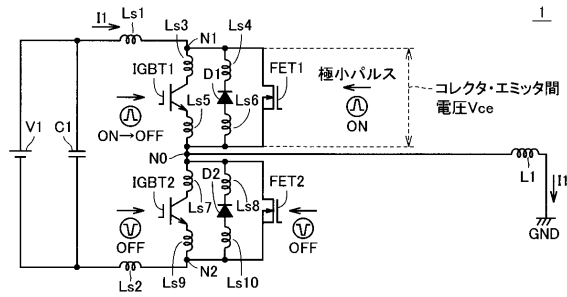 1
I1
Ls1
Ls3
N1
Ls4
IGBT1
D1
FET1
極小パルス
コレクタ・エミッタ間
電圧Vce
ON→OFF
Ls5
Ls6
ON
V1
C1
N0
L1
IGBT2
D2
FET2
Ls7
Ls8
I1
OFF
OFF
GND
Ls9
N2
Ls2
Ls10